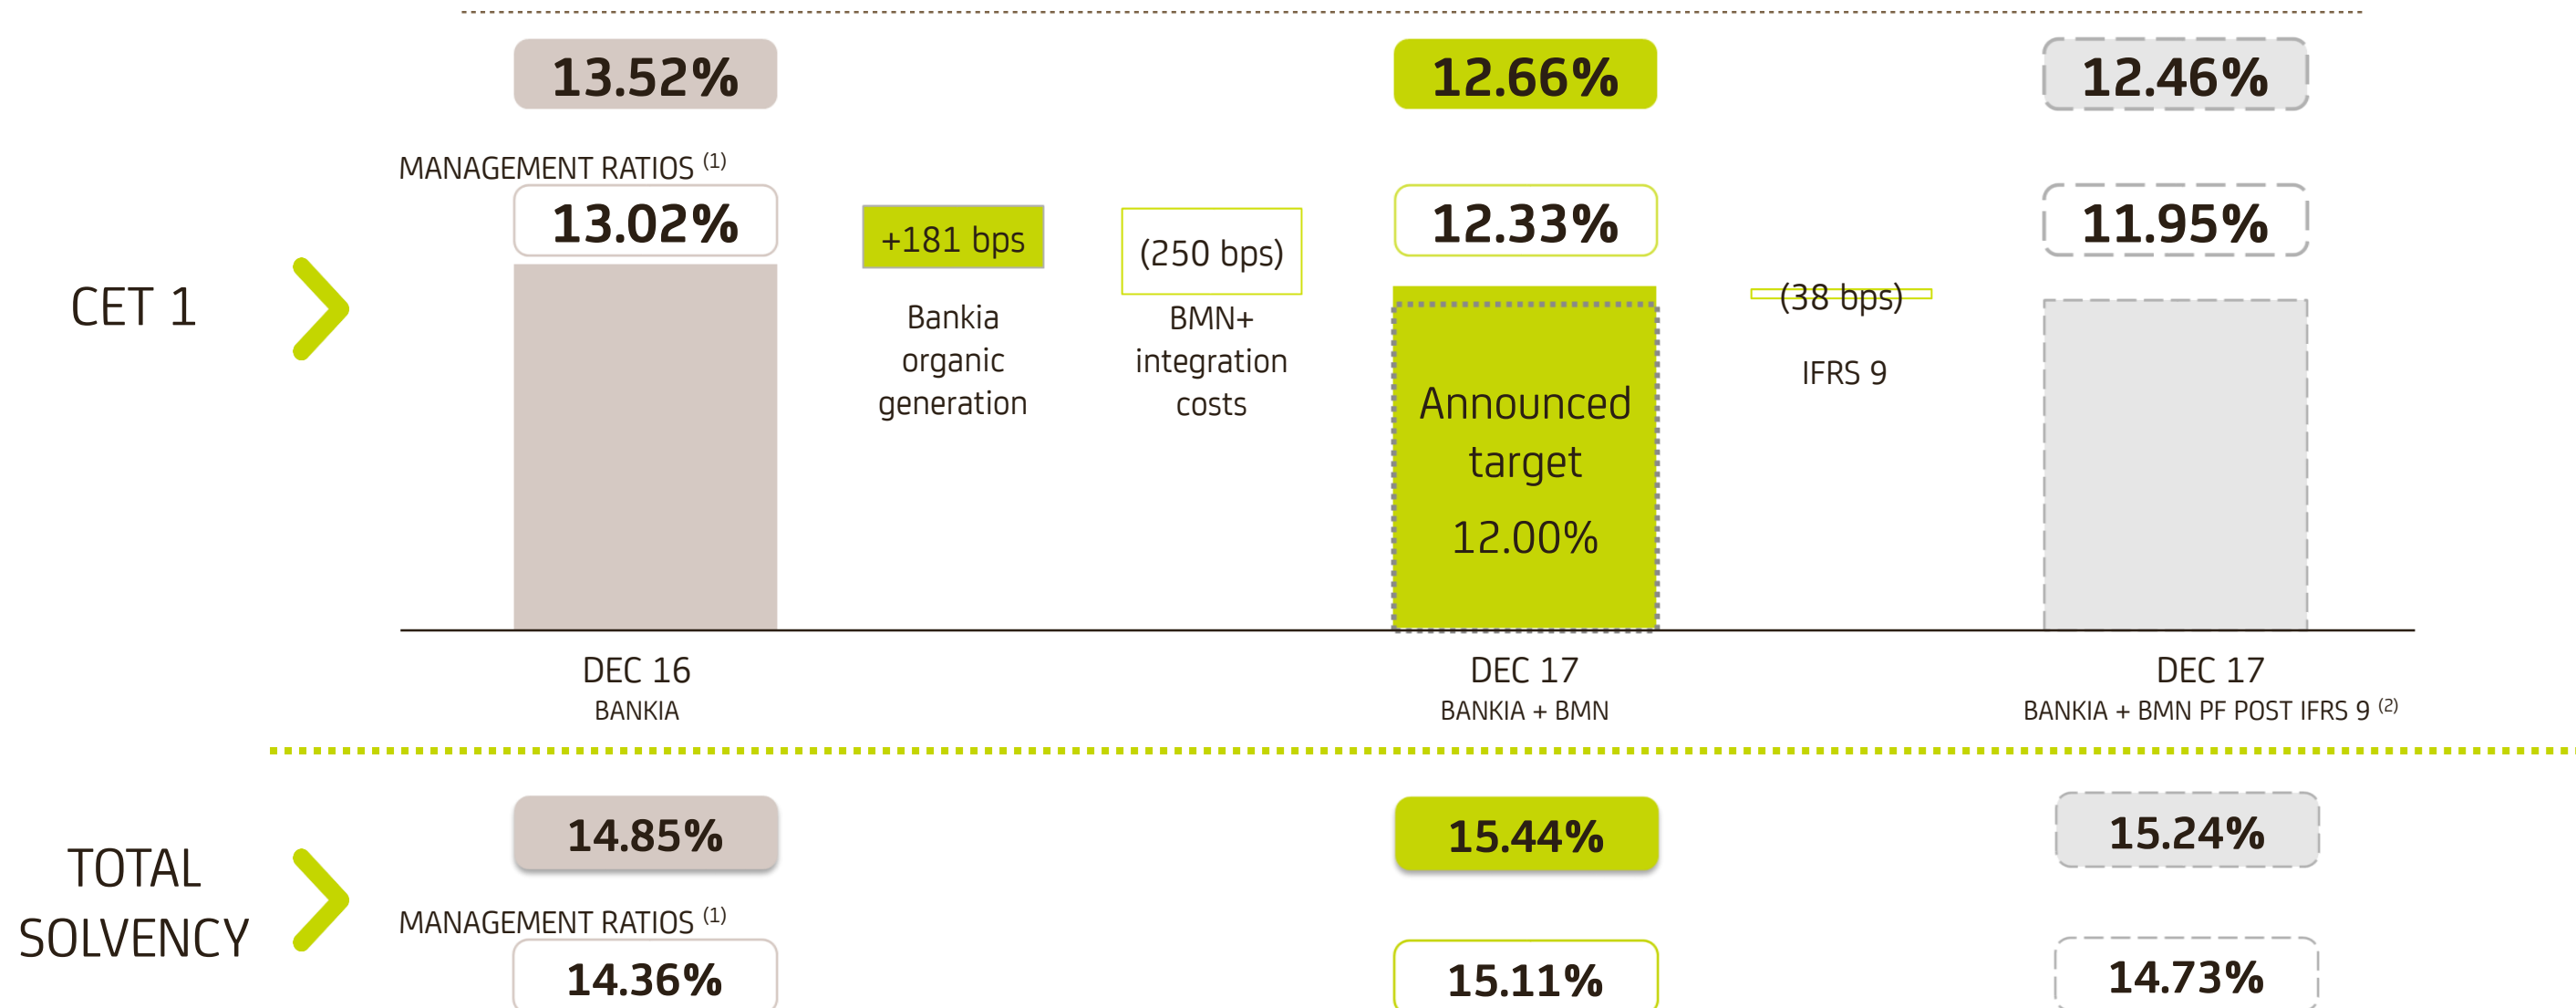 13.52%
12.66%
12.46%
MANAGEMENT RATIOS (1)
13.02%
+181 bps
(250 bps)
12.33%
11.95%
CET 1
Bankia
organic
generation
BMN+
integration
costs
(38 bps)
IFRS 9
Announced
target
12.00%
DEC 16
BANKIA
DEC 17
BANKIA + BMN
DEC 17
BANKIA + BMN PF POST IFRS 9 (2)
TOTAL
SOLVENCY
14.85%
15.44%
15.24%
MANAGEMENT RATIOS (1)
14.36%
15.11%
14.73%